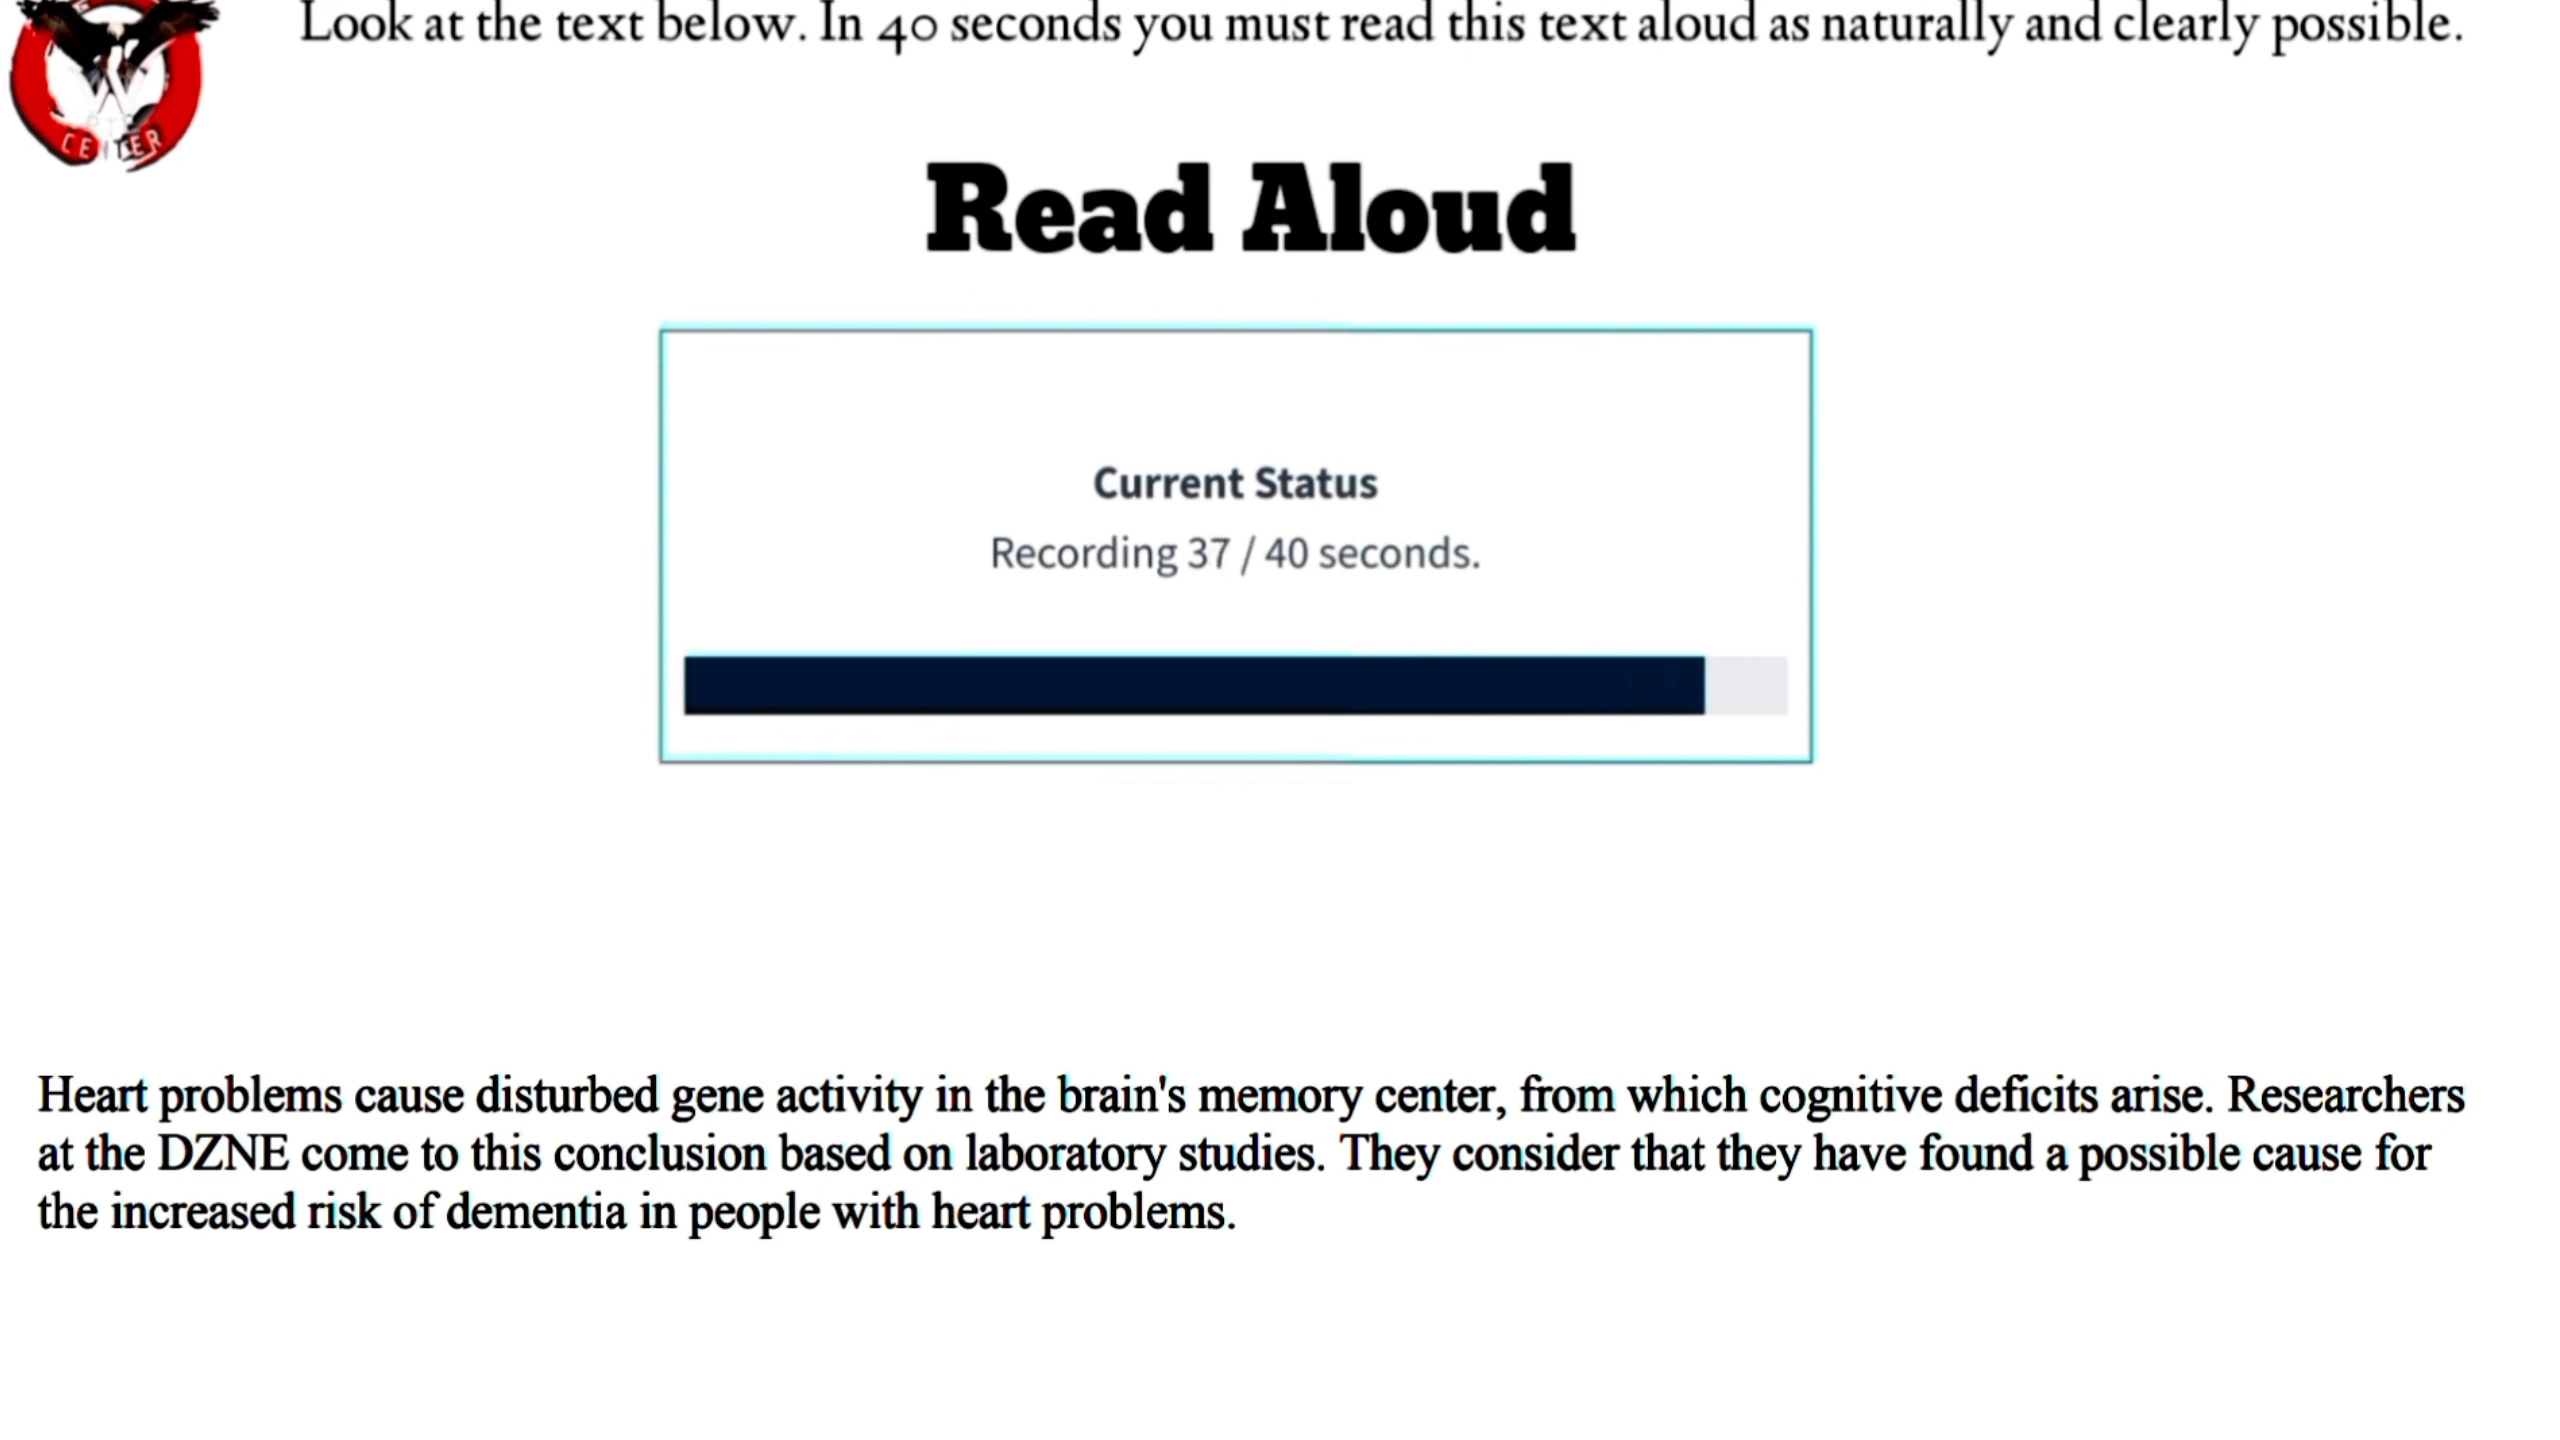 Look at the text below. In 40 seconds you must read this text aloud as naturally and clearly possible.
CENTER
Read Aloud
Current Status
Recording 37 / 40 seconds.
Heart problems cause disturbed gene activity in the brain's memory center, from which cognitive deficits arise. Researchers
at the DZNE come to this conclusion based on laboratory studies. They consider that they have found a possible cause for
the increased risk of dementia in people with heart problems.